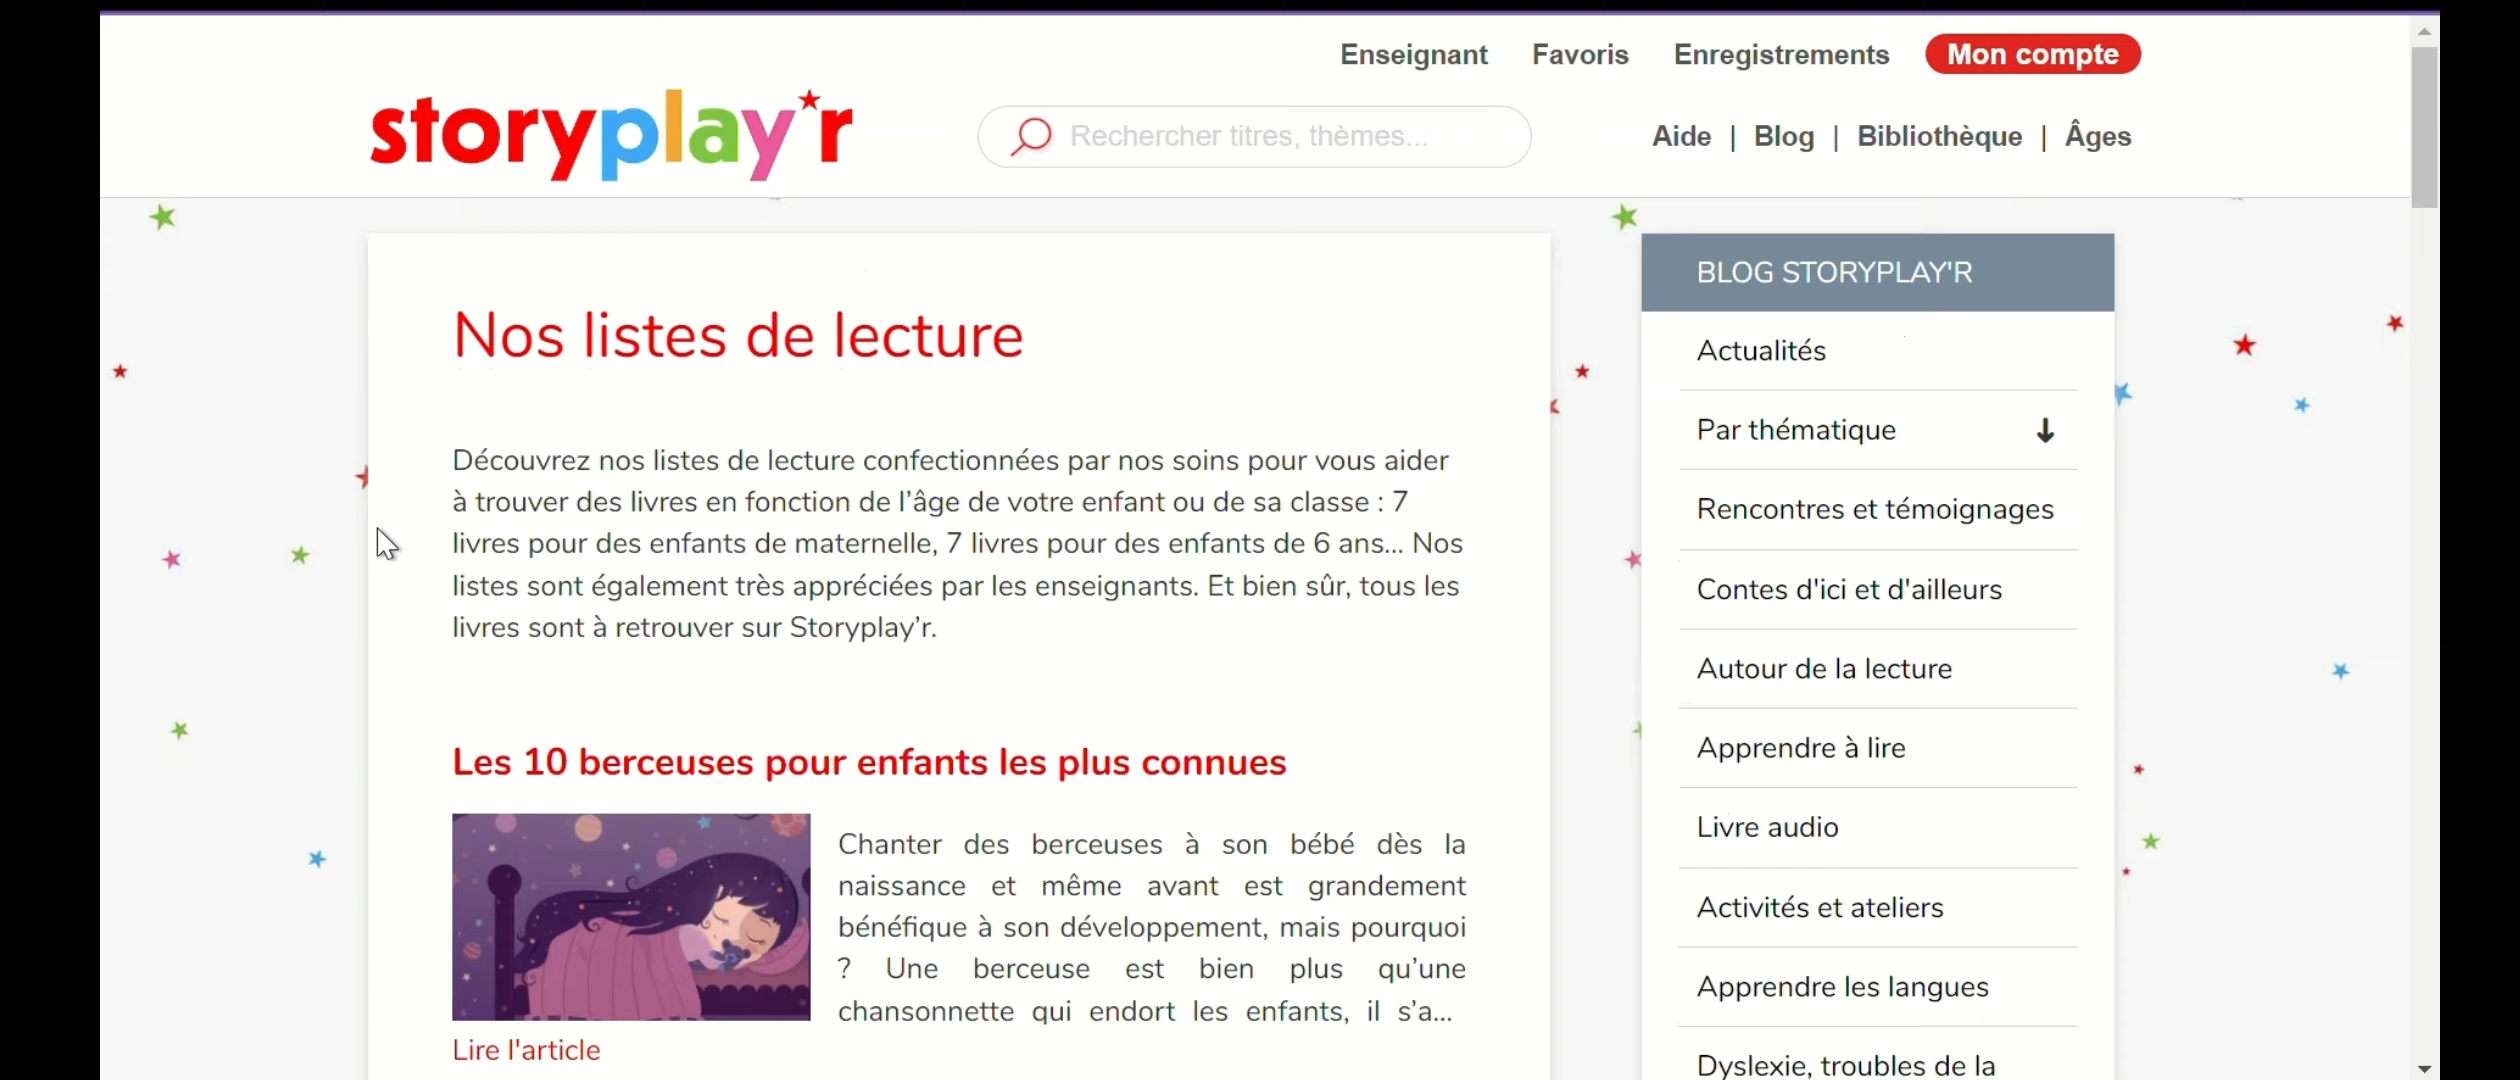 Enseignant Favoris Enregistrements Mon compte
storyplay'r
Rechercher titres, thèmes...
Aide | Blog | Bibliothèque | Âges
Nos listes de lecture
Découvrez nos listes de lecture confectionnées par nos soins pour vous aider
à trouver des livres en fonction de l’âge de votre enfant ou de sa classe : 7
livres pour des enfants de maternelle, 7 livres pour des enfants de 6 ans... Nos
listes sont également très appréciées par les enseignants. Et bien sûr, tous les
livres sont à retrouver sur Storyplay’r.
Les 10 berceuses pour enfants les plus connues
Chanter des berceuses à son bébé dès la
naissance et même avant est grandement
bénéfique à son développement, mais pourquoi
? Une berceuse est bien plus qu’une
chansonnette qui endort les enfants, il s’a...
Lire l'article
BLOG STORYPLAY'R
Actualités
Par thématique
Rencontres et témoignages
Contes d'ici et d'ailleurs
Autour de la lecture
Apprendre à lire
Livre audio
Activités et ateliers
Apprendre les langues
Dyslexie, troubles de la